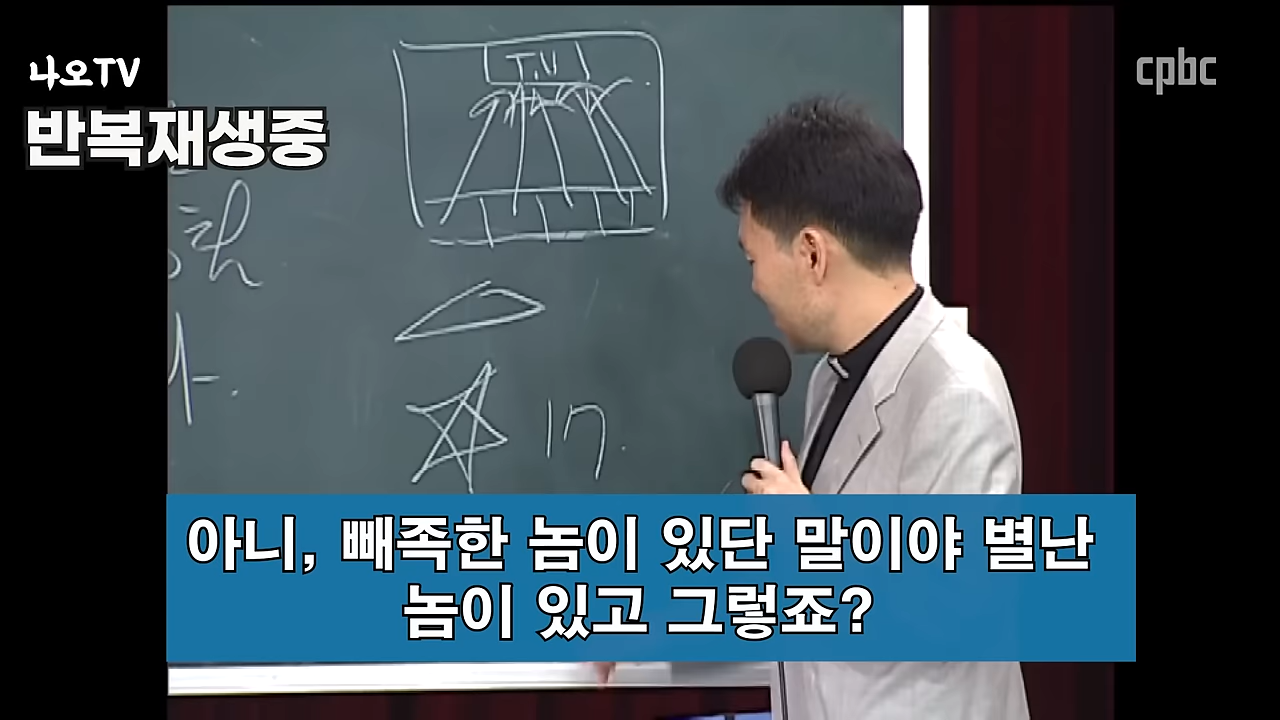 나오TV
반복재생중
cpbc
T.V
17.
아니, 빼족한 놈이 있단 말이야 별난
놈이 있고 그렇죠?